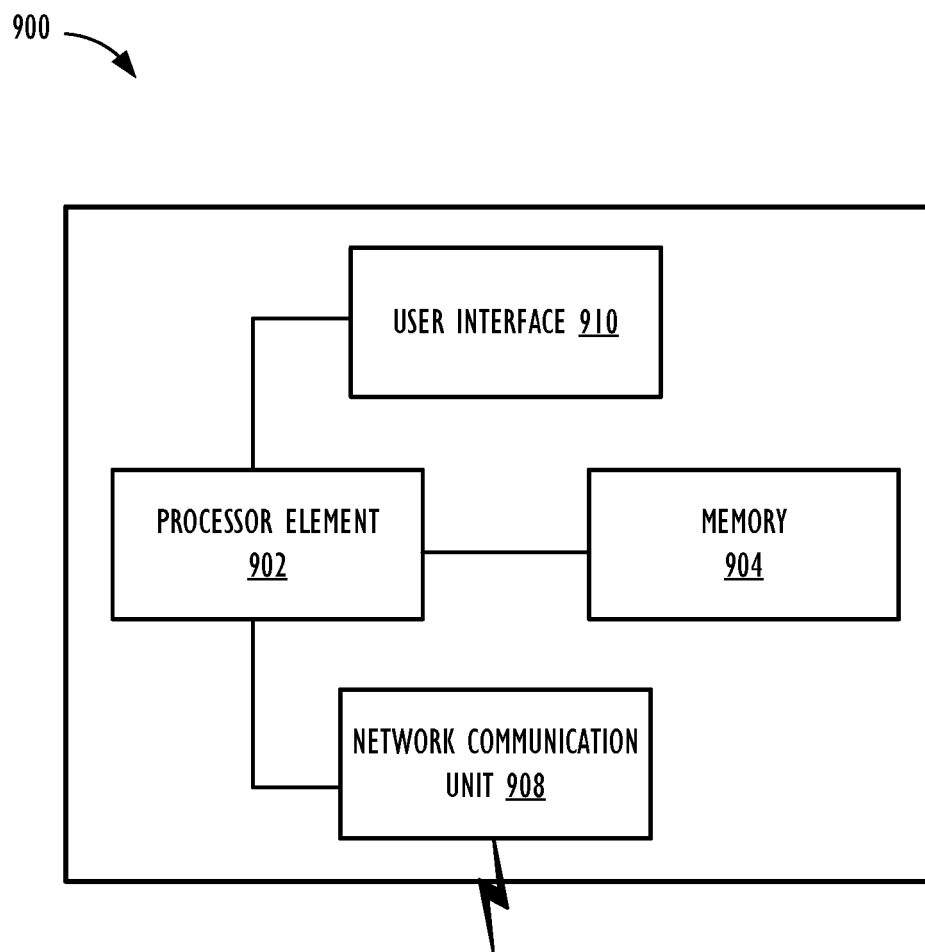 900
USER INTERFACE 910
PROCESSOR ELEMENT
902
MEMORY
904
NETWORK COMMUNICATION
UNIT 908